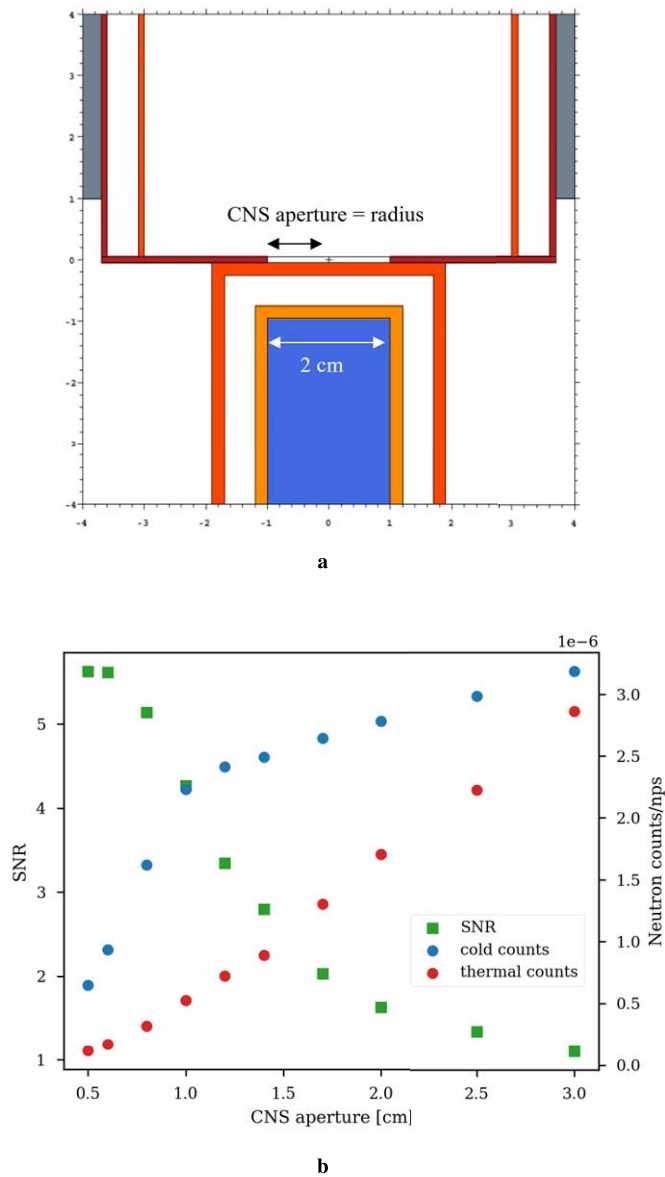 4
3
2
1
0
-1
-2
-3
-4
CNS aperture = radius
2 cm
-4 -3 -2 -1 0 1 2 3 4
a
1e−6
5
4
3
2
1
SNR
3.0
2.5
2.0
1.5
1.0
0.5
0.0
Neutron counts/nps
SNR
cold counts
thermal counts
0.5 1.0 1.5 2.0 2.5 3.0
CNS aperture [cm]
b